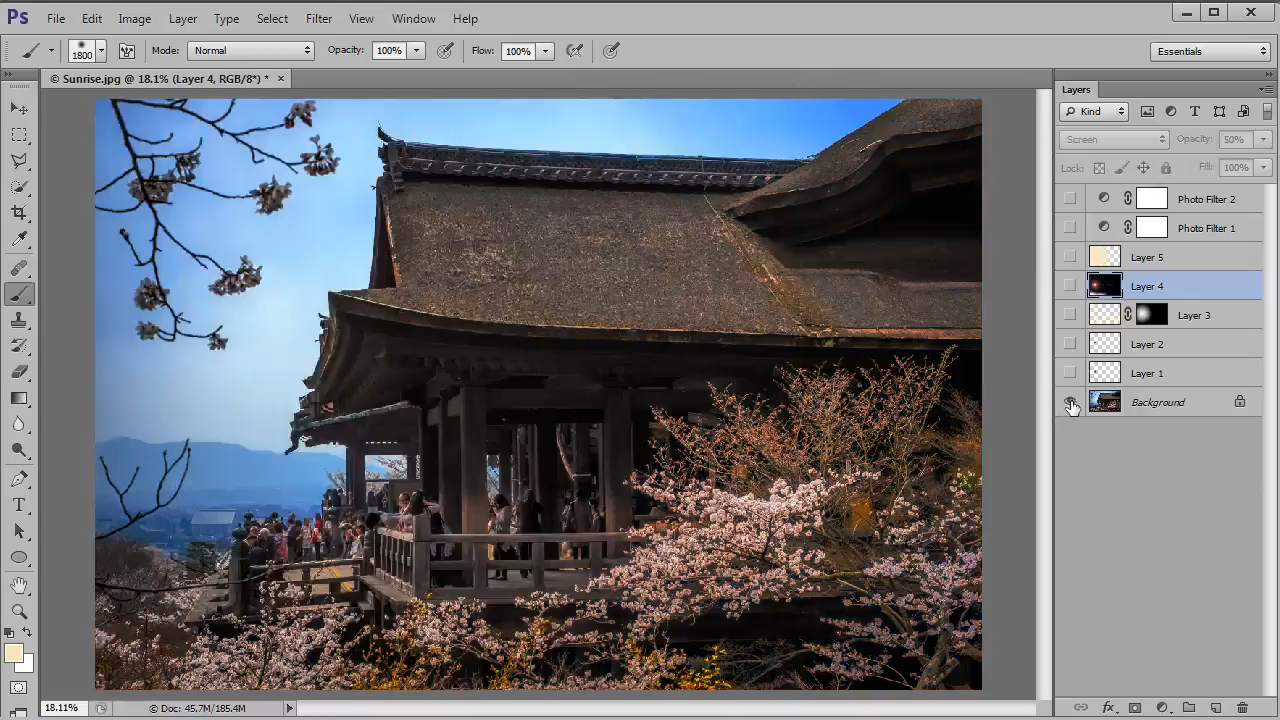 Ps File Edit Image Layer Type Select Filter View Window Help
1800 Mode: Normal Opacity: 100% Flow: 100% Essentials
© Sunrise.jpg @ 18.1% (Layer 4, RGB/8*) * ×
Layers
Kind T
Screen Opacity: 50%
Lock: Fill: 100%
Photo Filter 2
Photo Filter 1
Layer 5
Layer 4
Layer 3
Layer 2
Layer 1
Background
T
18.11% © Doc: 45.7M/185.4M fx